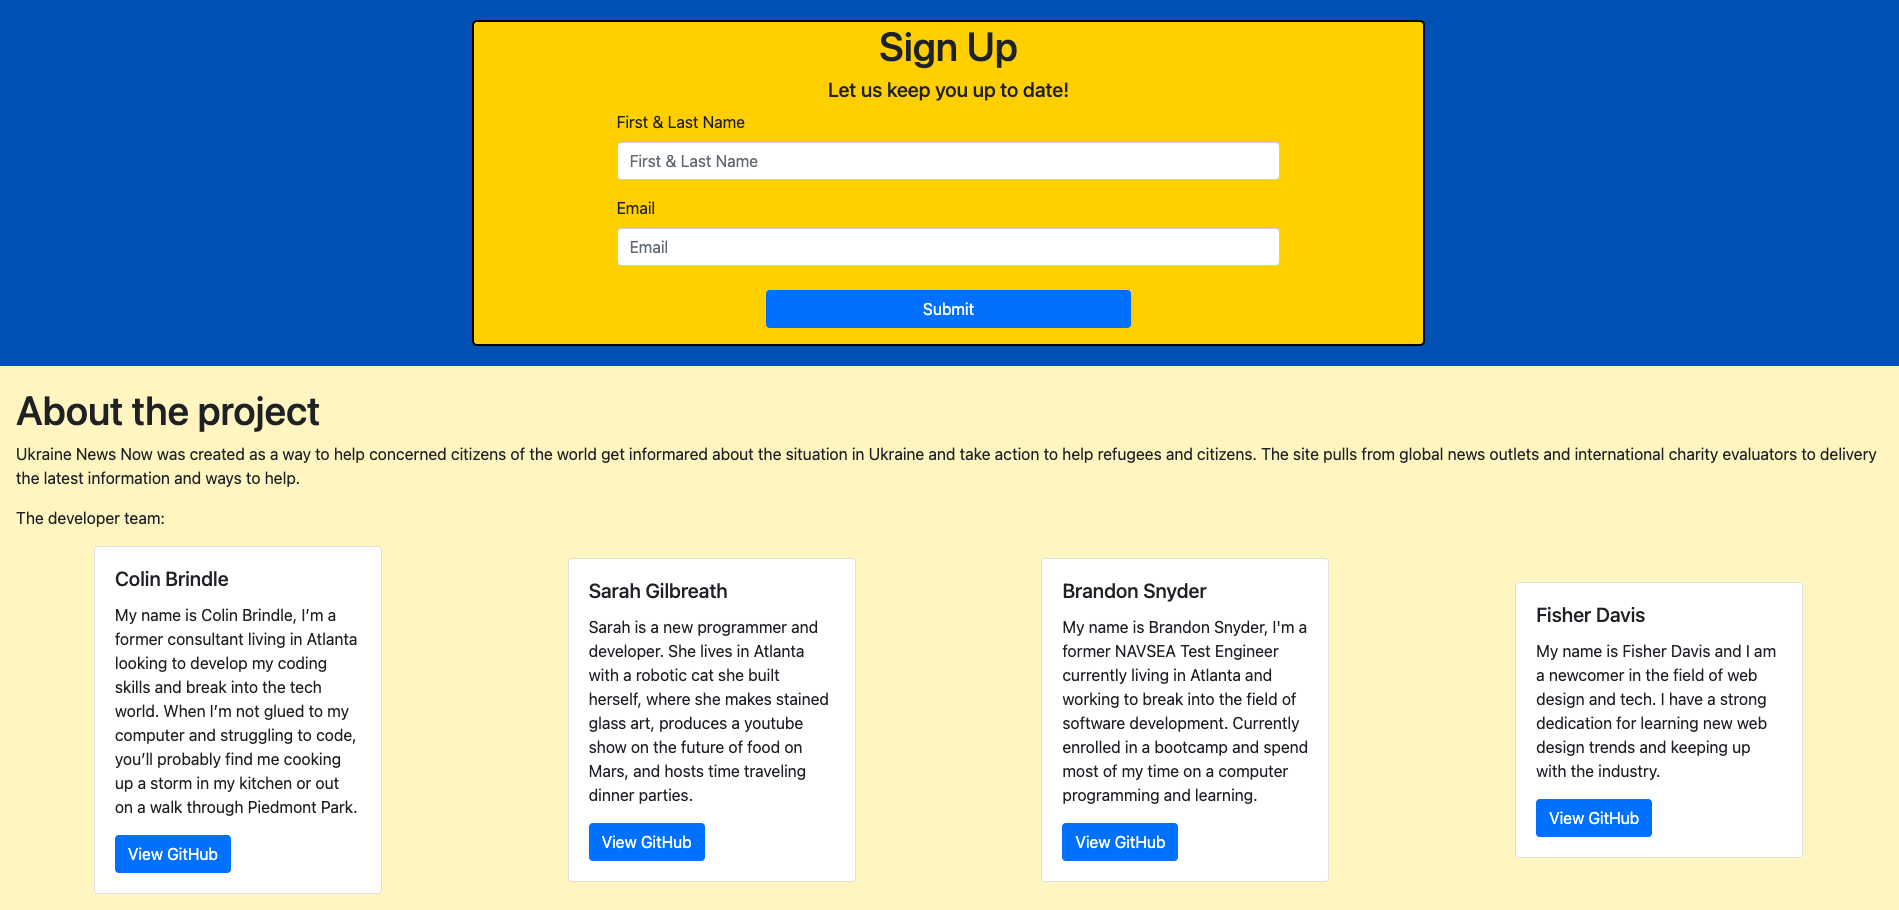 Sign Up
Let us keep you up to date!
First & Last Name
First & Last Name
Email
Email
Submit
About the project
Ukraine News Now was created as a way to help concerned citizens of the world get informared about the situation in Ukraine and take action to help refugees and citizens. The site pulls from global news outlets and international charity evaluators to delivery
the latest information and ways to help.
The developer team:
Colin Brindle
My name is Colin Brindle, I’m a
former consultant living in Atlanta
looking to develop my coding
skills and break into the tech
world. When I’m not glued to my
computer and struggling to code,
you’ll probably find me cooking
up a storm in my kitchen or out
on a walk through Piedmont Park.
View GitHub
Sarah Gilbreath
Sarah is a new programmer and
developer. She lives in Atlanta
with a robotic cat she built
herself, where she makes stained
glass art, produces a youtube
show on the future of food on
Mars, and hosts time traveling
dinner parties.
View GitHub
Brandon Snyder
My name is Brandon Snyder, I'm a
former NAVSEA Test Engineer
currently living in Atlanta and
working to break into the field of
software development. Currently
enrolled in a bootcamp and spend
most of my time on a computer
programming and learning.
View GitHub
Fisher Davis
My name is Fisher Davis and I am
a newcomer in the field of web
design and tech. I have a strong
dedication for learning new web
design trends and keeping up
with the industry.
View GitHub